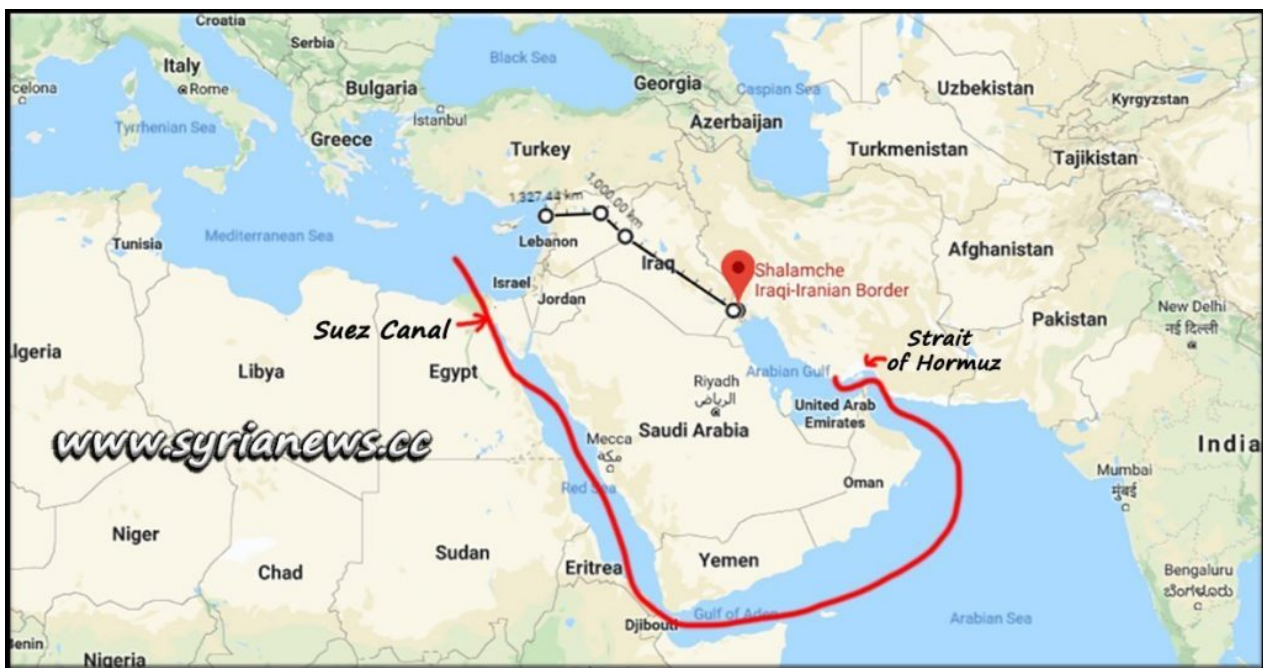 Croatia
Serbia
Italy
Rome
celona
Bulgaria
Black Sea
Georgia
Caspian Sea
Uzbekistan
Kyrgyzstan
Tyrrhenian Sea
İstanbul
Greece
Azerbaijan
Turkey
Turkmenistan
Tajikistan
1,327.44 km
1,000.00 km
Tunisia
Mediterranean Sea
Lebanon
Iraq
Afghanistan
Shalamche
Iraqi-Iranian Border
Israel
Jordan
New Delhi
नई दिल्ली
Suez Canal
Pakistan
Strait
of Hormuz
lgeria
Libya
Egypt
Arabian Gulf
Riyadh
الرياض
United Arab
Emirates
Saudi Arabia
www.syrianews.cc
Mecca
مكة
India
Mumbai
मुंबई
Oman
Red Sea
Niger
Sudan
Chad
Eritrea
Yemen
Bengaluru
ಬೆಂಗಳೂರು
Gulf of Aden
Djibouti
Arabian Sea
Benin
Nigeria